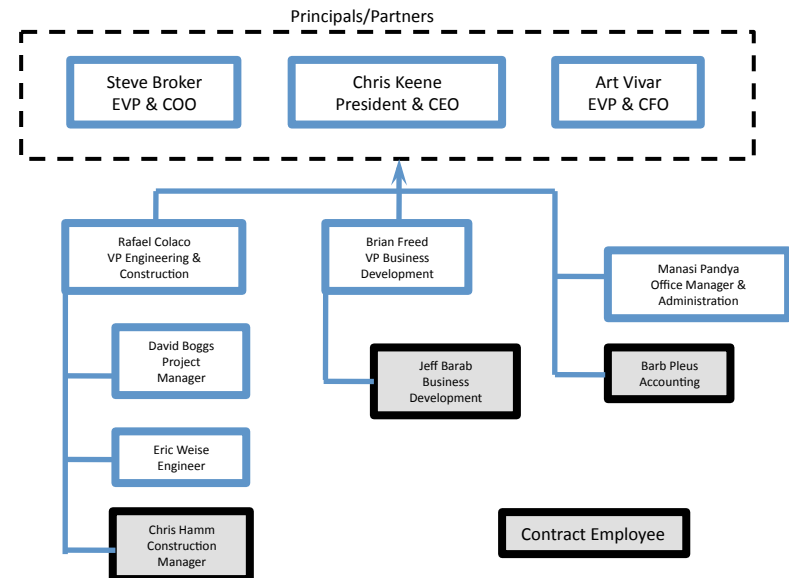 Principals/Partners
Steve Broker
EVP & COO
Chris Keene
President & CEO
Art Vivar
EVP & CFO
Rafael Colaco
VP Engineering &
Construction
Brian Freed
VP Business
Development
Manasi Pandya
Office Manager &
Administration
David Boggs
Project
Manager
Jeff Barab
Business
Development
Barb Pleus
Accounting
Eric Weise
Engineer
Chris Hamm
Construction
Manager
Contract Employee